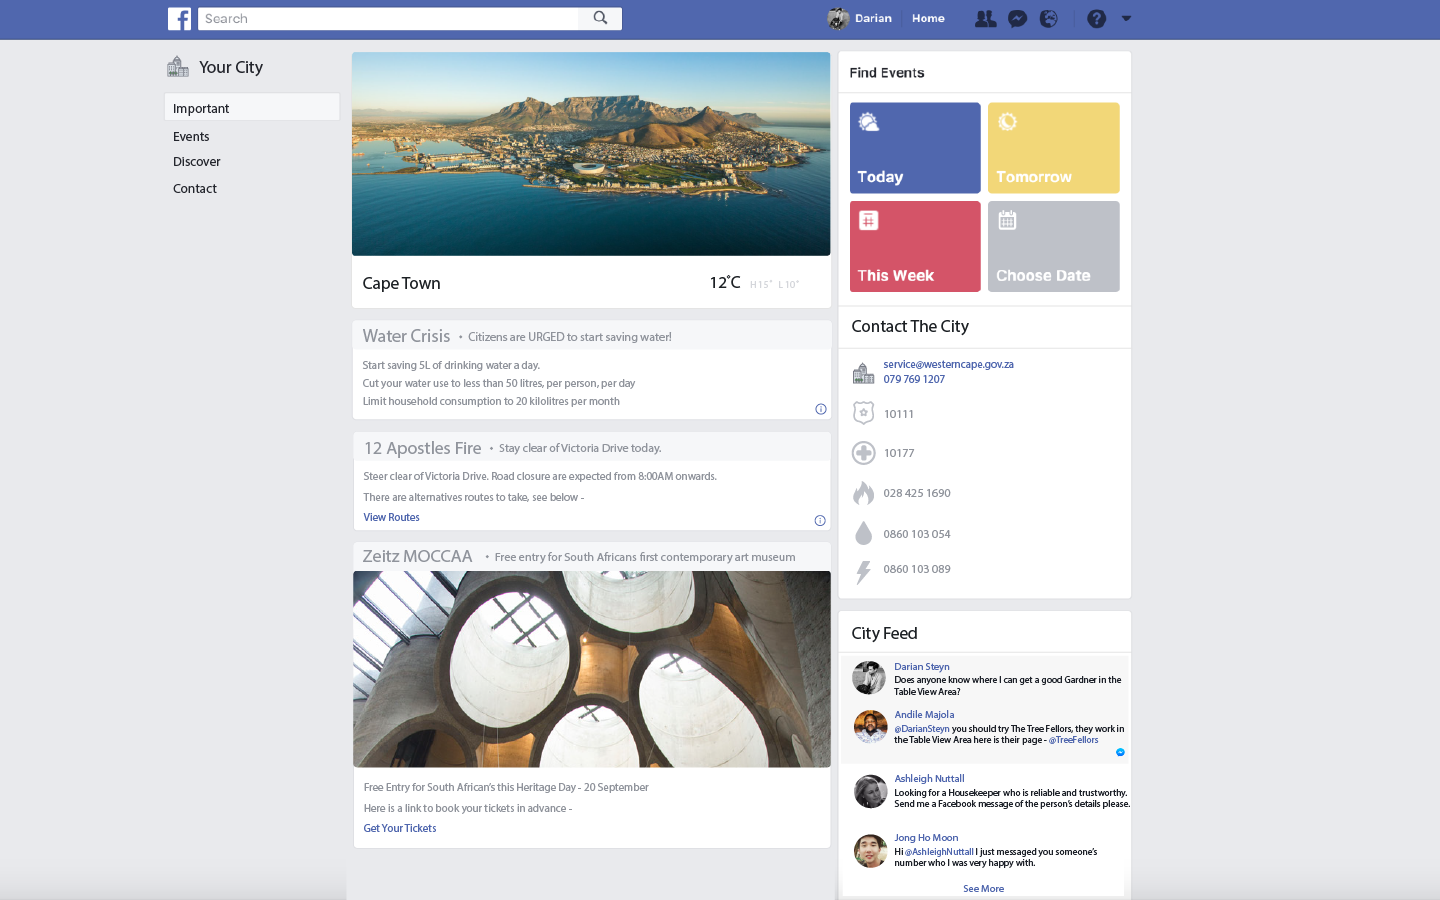 f
Search
Darian
Home
Your City
Important
Events
Discover
Contact
Cape Town
12°C H 15° L 10°
Water Crisis • Citizens are URGED to start saving water!
Start saving 5L of drinking water a day.
Cut your water use to less than 50 litres, per person, per day
Limit household consumption to 20 kilolitres per month
12 Apostles Fire • Stay clear of Victoria Drive today.
Steer clear of Victoria Drive. Road closure are expected from 8:00AM onwards.
There are alternatives routes to take, see below -
View Routes
Zeitz MOCCAA • Free entry for South Africans first contemporary art museum
Free Entry for South African's this Heritage Day - 20 September
Here is a link to book your tickets in advance -
Get Your Tickets
Find Events
Today
Tomorrow
This Week
Choose Date
Contact The City
service@westerncape.gov.za
079 769 1207
10111
10177
028 425 1690
0860 103 054
0860 103 089
City Feed
Darian Steyn
Does anyone know where I can get a good Gardner in the
Table View Area?
Andile Majola
@DarianSteyn you should try The Tree Fellors, they work in
the Table View Area here is their page - @TreeFellors
Ashleigh Nuttall
Looking for a Housekeeper who is reliable and trustworthy.
Send me a Facebook message of the person's details please.
Jong Ho Moon
Hi @AshleighNuttall I just messaged you someone's
number who I was very happy with.
See More